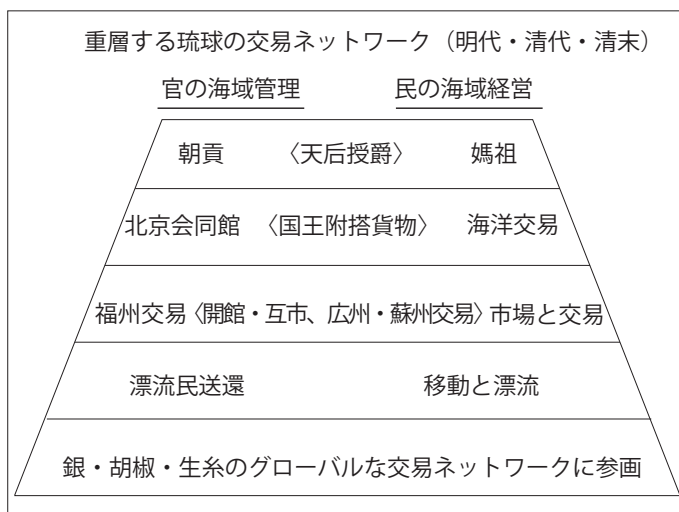 重層する琉球の交易ネットワーク（明代・清代・清末）
官の海域管理 民の海域経営
朝貢 〈天后授爵〉 媽祖
北京会同館 〈国王附搭貨物〉 海洋交易
福州交易〈開館・互市、広州・蘇州交易〉市場と交易
漂流民送還 移動と漂流
銀・胡椒・生糸のグローバルな交易ネットワークに参画